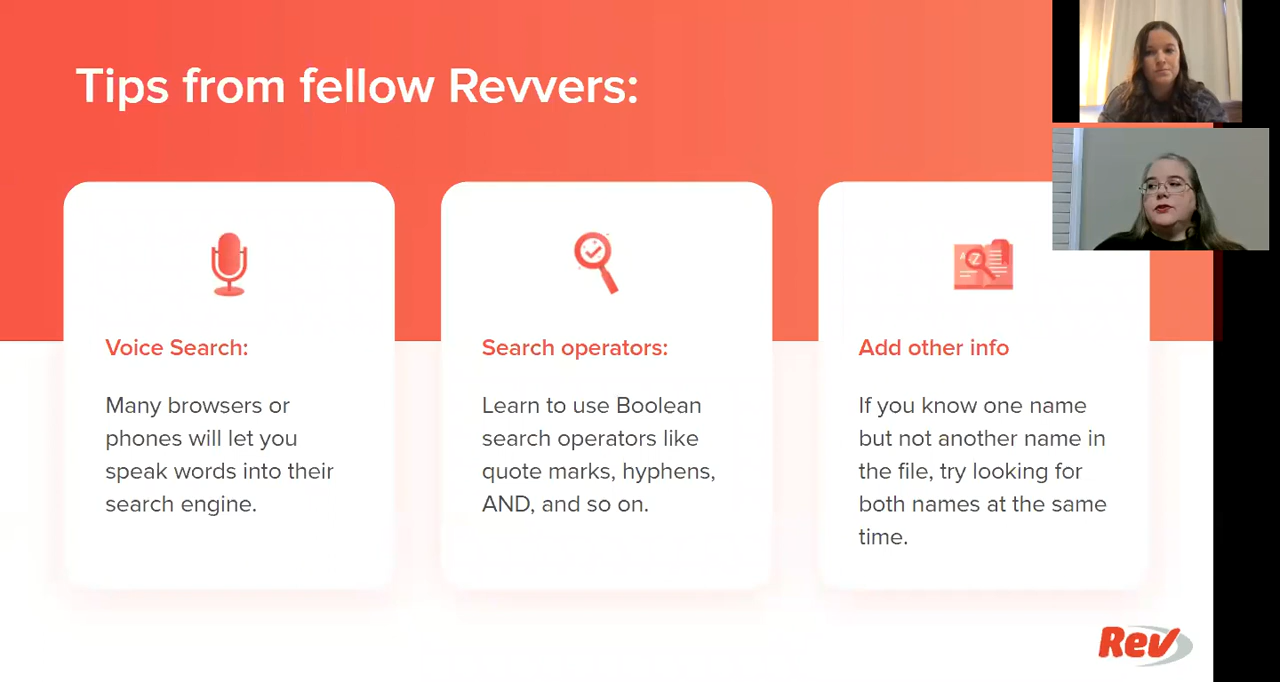 Tips from fellow Revvers:
Voice Search:
Many browsers or
phones will let you
speak words into their
search engine.
Search operators:
Learn to use Boolean
search operators like
quote marks, hyphens,
AND, and so on.
A Z
Add other info
If you know one name
but not another name in
the file, try looking for
both names at the same
time.
Rev